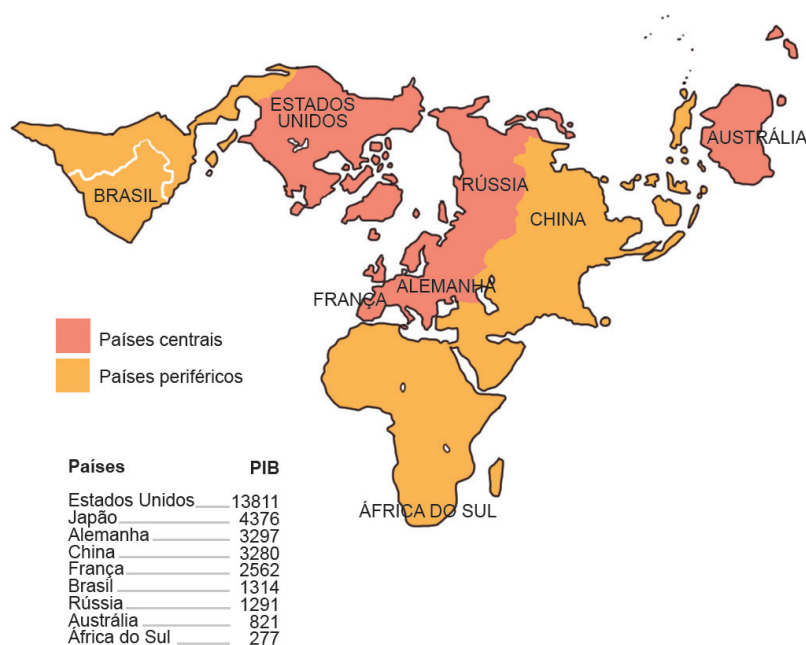 ESTADOS
UNIDOS
AUSTRÁLIA
RÚSSIA
BRASIL
CHINA
ALEMANHA
FRANÇA
Países centrais
Países periféricos
ÁFRICA DO SUL
Países PIB
Estados Unidos 13811
Japão 4376
Alemanha 3297
China 3280
França 2562
Brasil 1314
Rússia 1291
Austrália 821
África do Sul 277